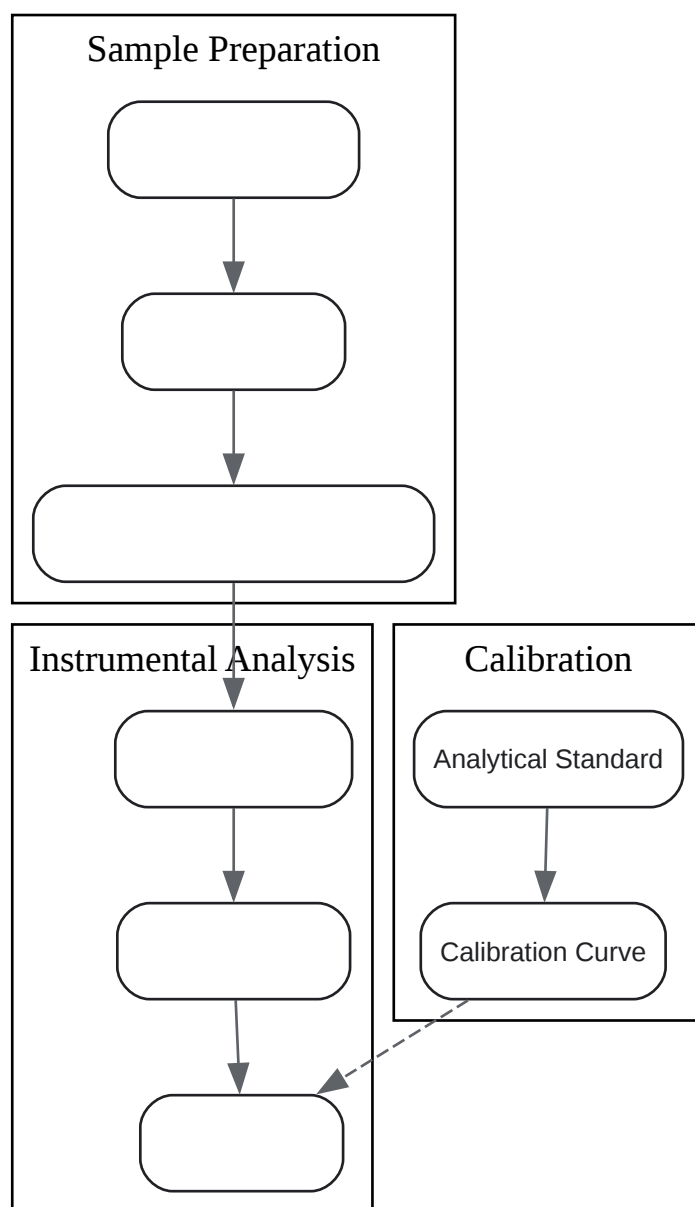 Sample Preparation
Instrumental Analysis
Calibration
Analytical Standard
Calibration Curve